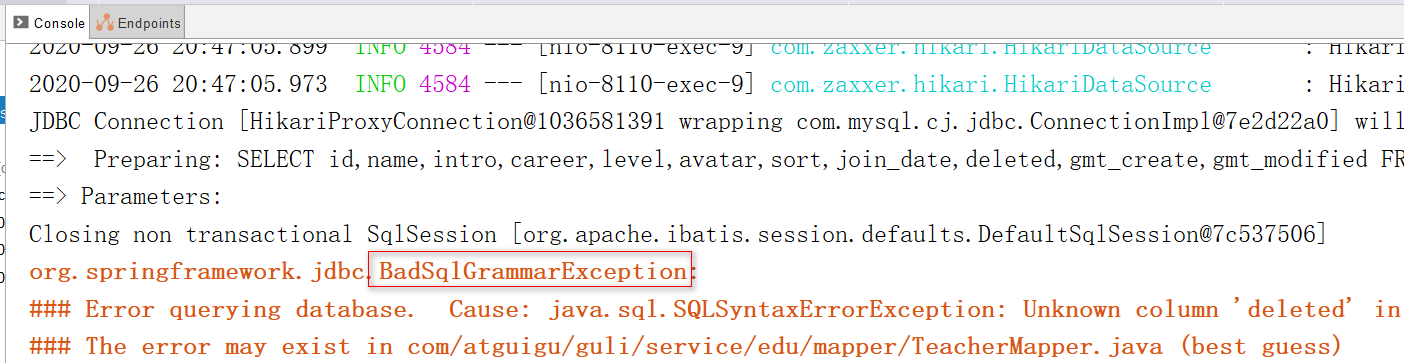 Console Endpoints
2020-09-26 20:47:05.899 INFO 4584 --- [nio-8110-exec-9] com.zaxxer.hikari.HikariDataSource : Hikari
2020-09-26 20:47:05.973 INFO 4584 --- [nio-8110-exec-9] com.zaxxer.hikari.HikariDataSource : Hikari
JDBC Connection [HikariProxyConnection@1036581391 wrapping com.mysql.cj.jdbc.ConnectionImpl@7e2d22a0] will
==> Preparing: SELECT id,name,intro,career,level,avatar,sort,join_date,deleted,gmt_create,gmt_modified FR
==> Parameters:
Closing non transactional SqlSession [org.apache.ibatis.session.defaults.DefaultSqlSession@7c537506]
org.springframework.jdbc.BadSqlGrammarException:
### Error querying database. Cause: java.sql.SQLSyntaxErrorException: Unknown column 'deleted' in
### The error may exist in com/atguigu/guli/service/edu/mapper/TeacherMapper.java (best guess)